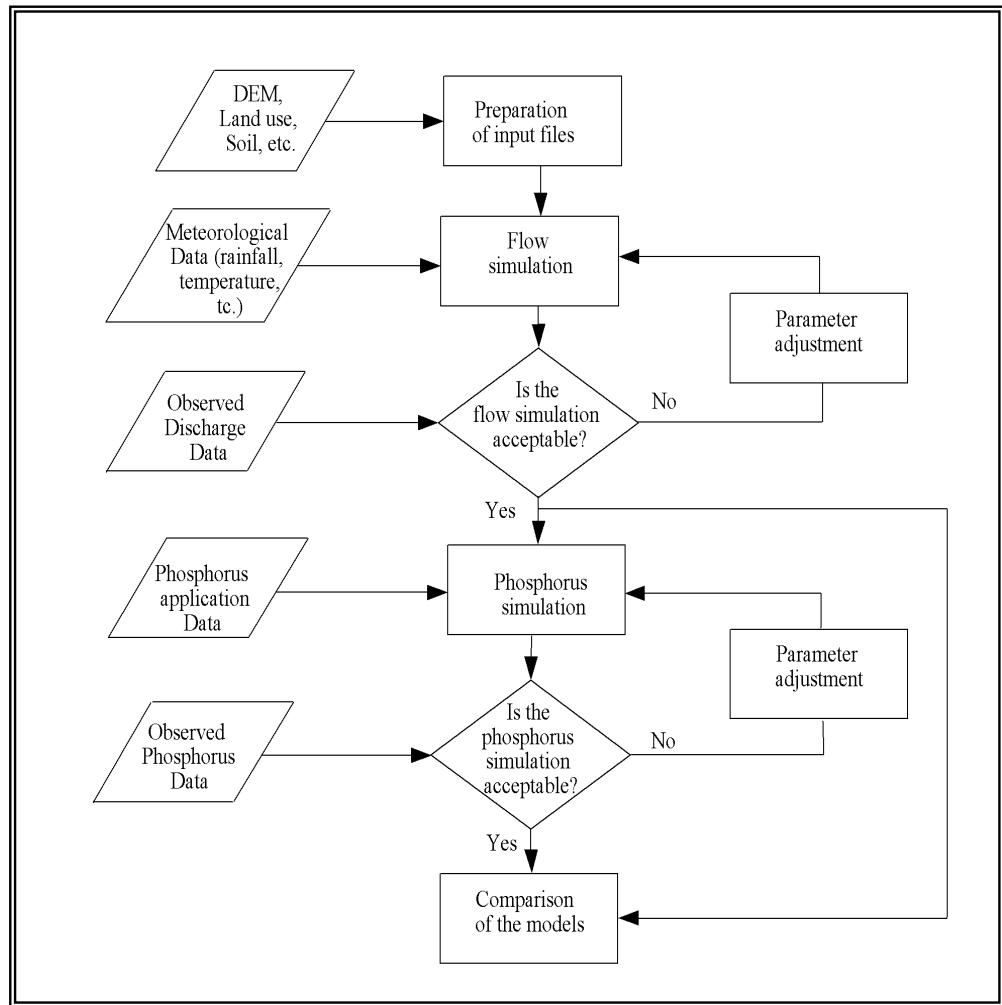 DEM,
Land use,
Soil, etc.
Preparation
of input files
Meteorological
Data (rainfall,
temperature,
tc.)
Flow
simulation
Parameter
adjustment
Observed
Discharge
Data
Is the
flow simulation
acceptable?
No
Yes
Phosphorus
application
Data
Phosphorus
simulation
Parameter
adjustment
Observed
Phosphorus
Data
Is the
phosphorus
simulation
acceptable?
No
Yes
Comparison
of the models